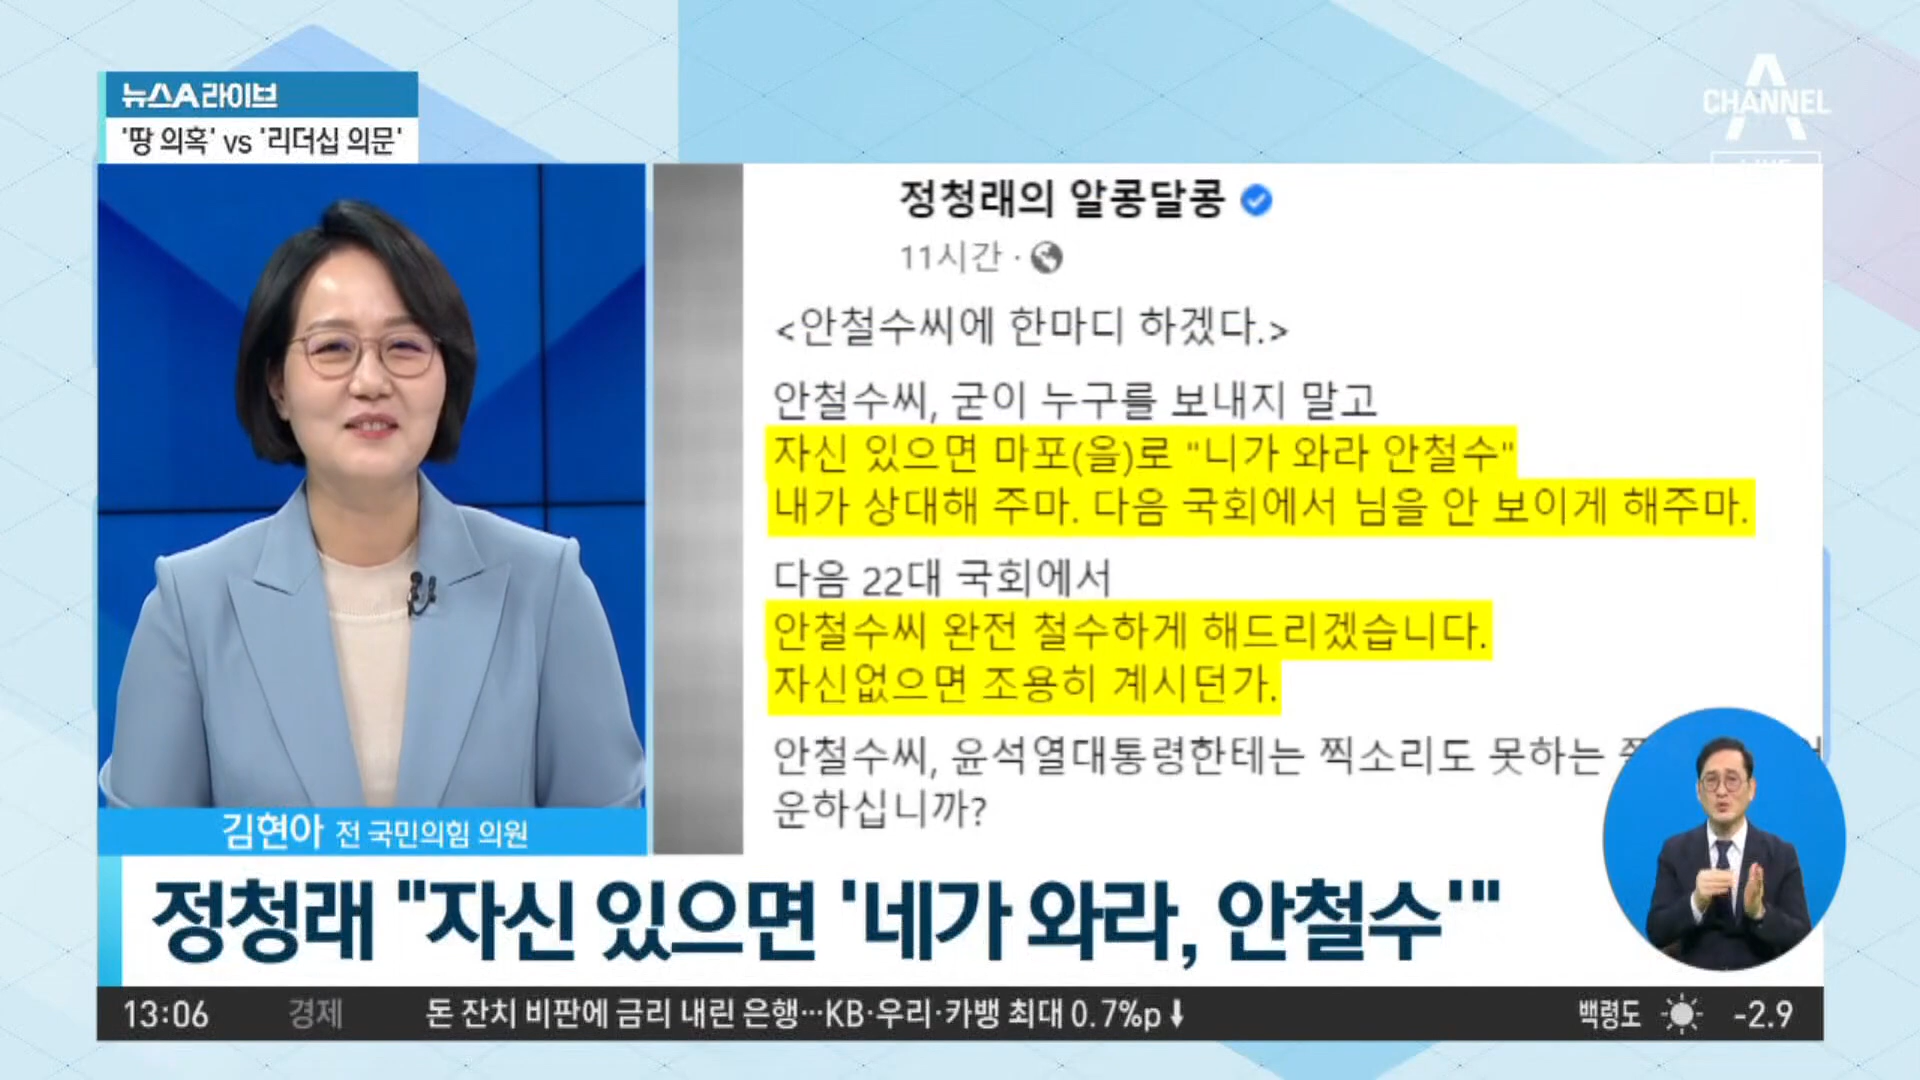 뉴스A라이브
'땅 의혹' vs '리더십 의문'
CHANNEL A
정청래의 알콩달콩
11시간 ·
<안철수씨에 한마디 하겠다.>
안철수씨, 굳이 누구를 보내지 말고
자신 있으면 마포(을)로 "니가 와라 안철수"
내가 상대해 주마. 다음 국회에서 님을 안 보이게 해주마.
다음 22대 국회에서
안철수씨 완전 철수하게 해드리겠습니다.
자신없으면 조용히 계시던가.
안철수씨, 윤석열대통령한테는 찍소리도 못하는
운하십니까?
김현아 전 국민의힘 의원
정청래 "자신 있으면 '네가 와라, 안철수'"
13:06 경제 돈 잔치 비판에 금리 내린 은행…KB·우리·카뱅 최대 0.7%p⬇ 백령도 -2.9